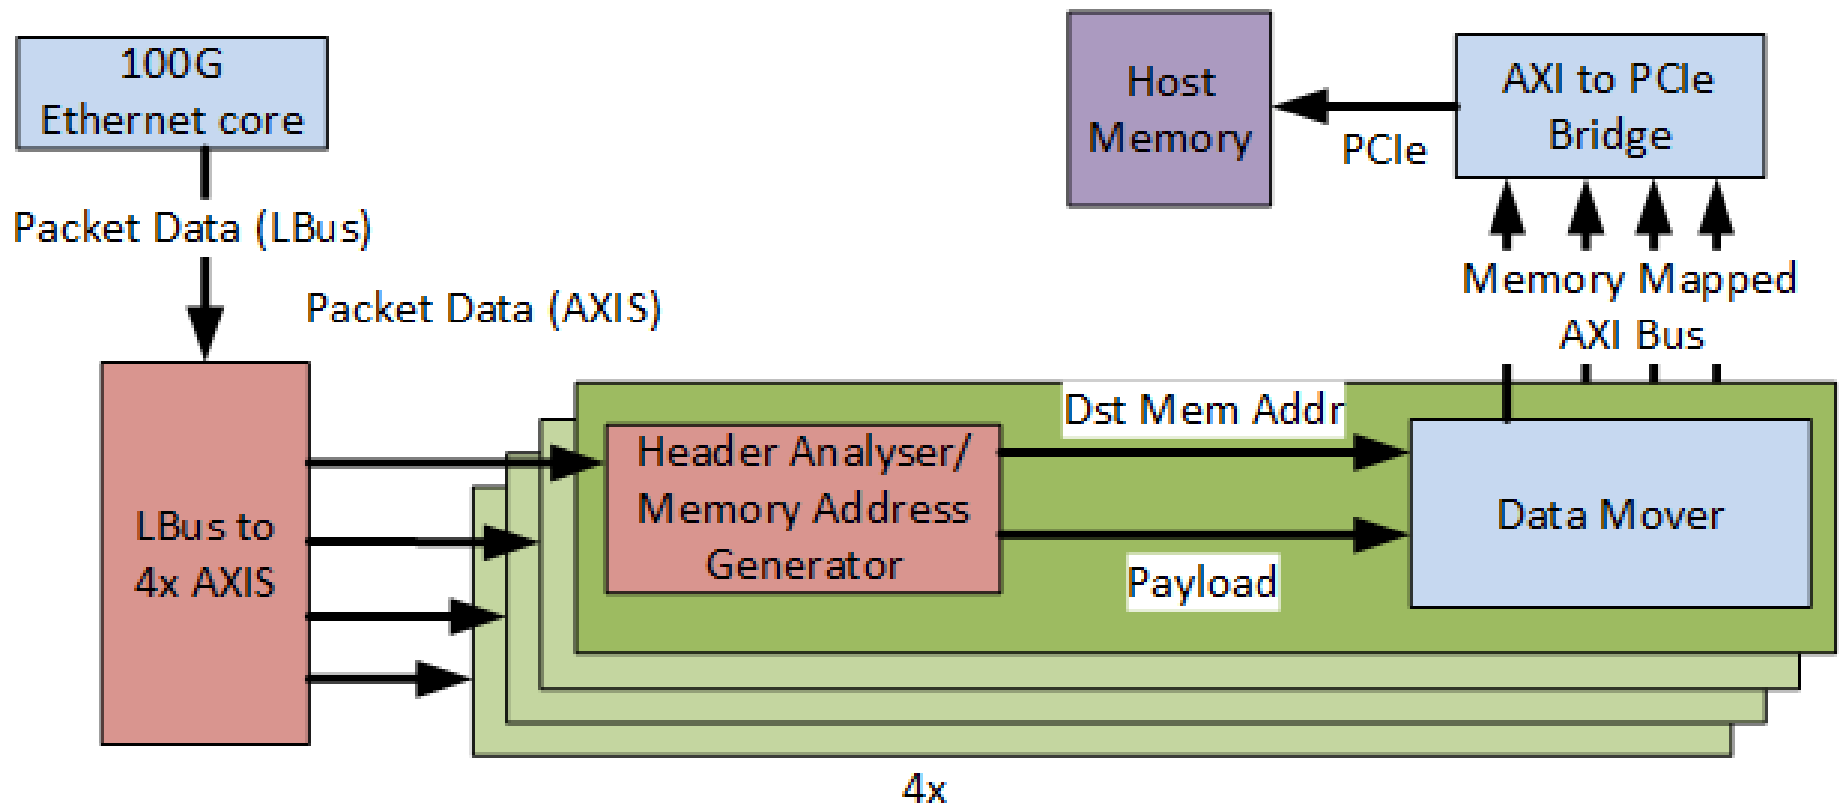 100G
Ethernet core
Packet Data (LBus)
Packet Data (AXIS)
LBus to
4x AXIS
Header Analyser/
Memory Address
Generator
Dst Mem Addr
Payload
Data Mover
Memory Mapped
AXI Bus
AXI to PCIe
Bridge
PCIe
Host
Memory
4x